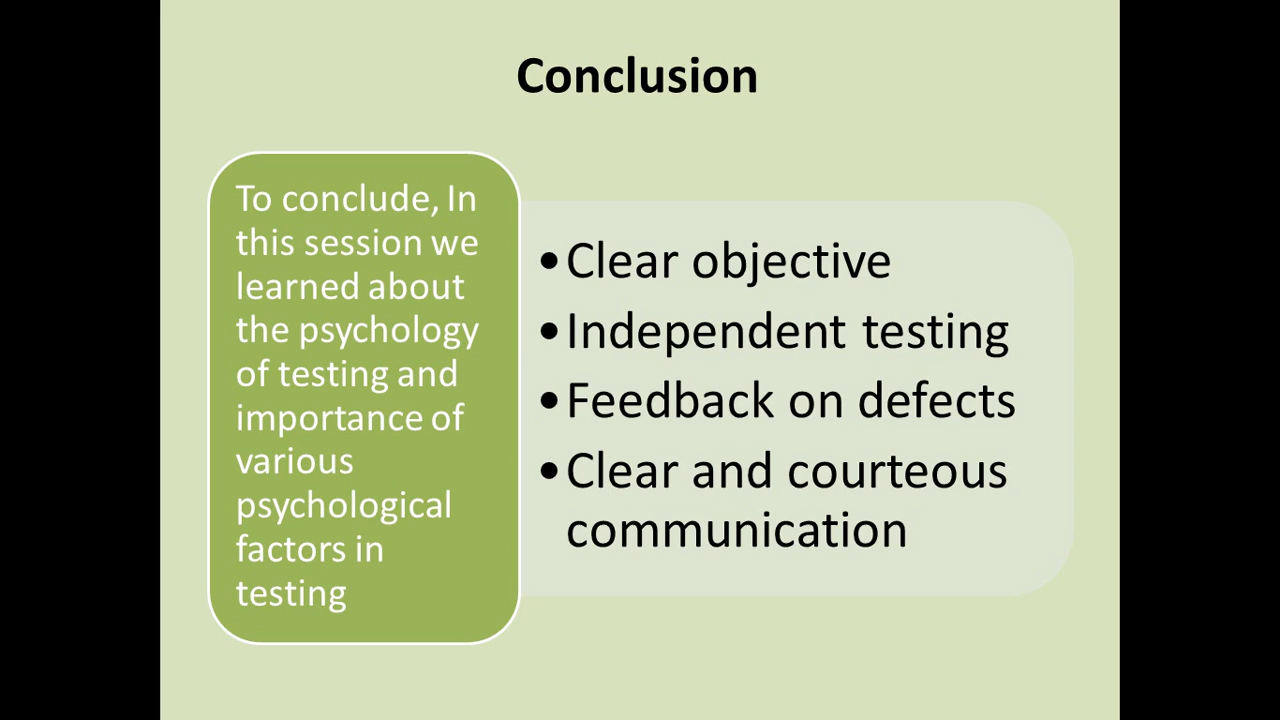 Conclusion
To conclude, In
this session we
learned about
the psychology
of testing and
importance of
various
psychological
factors in
testing
•Clear objective
•Independent testing
•Feedback on defects
•Clear and courteous
communication